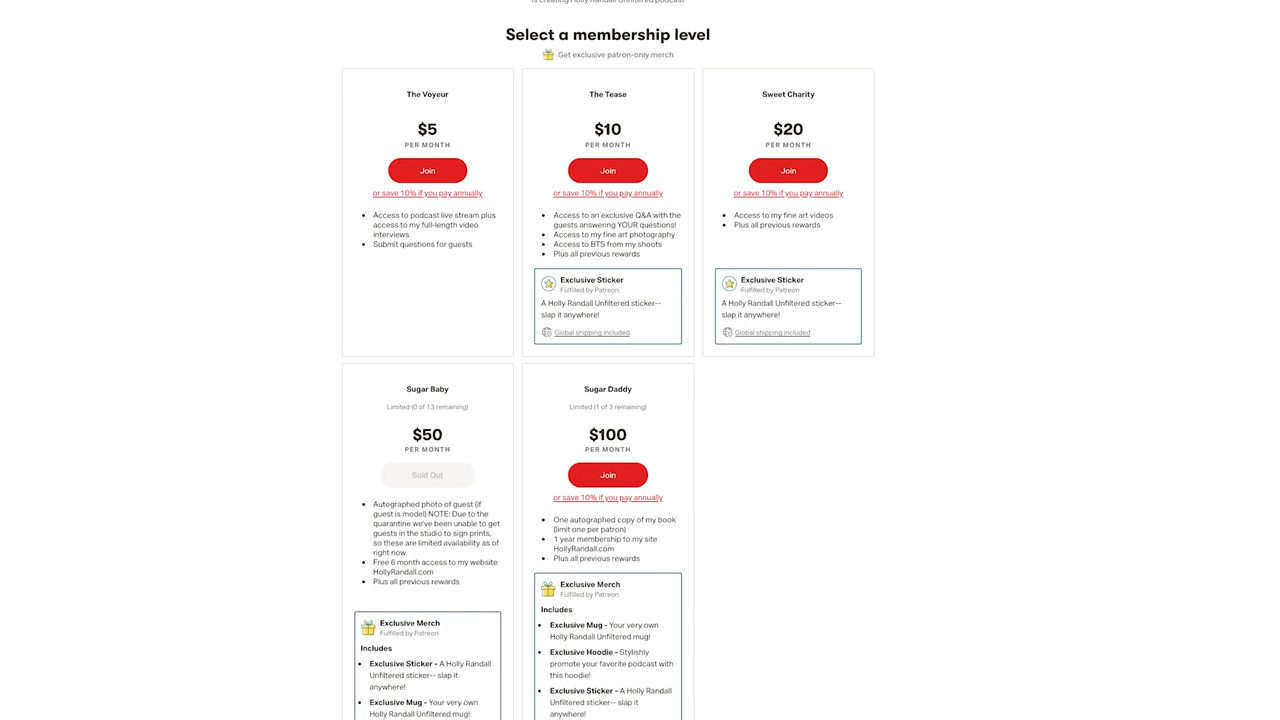 is creating Holly Randall Unfiltered podcast
Select a membership level
Get exclusive patron-only merch
The Voyeur
$5
PER MONTH
Join
or save 10% if you pay annually
Access to podcast live stream plus
access to my full-length video
interviews
Submit questions for guests
The Tease
$10
PER MONTH
Join
or save 10% if you pay annually
Access to an exclusive Q&A with the
guests answering YOUR questions!
Access to my fine art photography
Access to BTS from my shoots
Plus all previous rewards
Exclusive Sticker
Fulfilled by Patreon
A Holly Randall Unfiltered sticker--
slap it anywhere!
Global shipping included
Sweet Charity
$20
PER MONTH
Join
or save 10% if you pay annually
Access to my fine art videos
Plus all previous rewards
Exclusive Sticker
Fulfilled by Patreon
A Holly Randall Unfiltered sticker--
slap it anywhere!
Global shipping included
Sugar Baby
Limited (0 of 13 remaining)
$50
PER MONTH
Sold Out
Autographed photo of guest (if
guest is model) NOTE: Due to the
quarantine we've been unable to get
guests in the studio to sign prints,
so these are limited availability as of
right now.
Free 6 month access to my website
HollyRandall.com
Plus all previous rewards
Exclusive Merch
Fulfilled by Patreon
Includes
Exclusive Sticker - A Holly Randall
Unfiltered sticker-- slap it
anywhere!
Exclusive Mug - Your very own
Holly Randall Unfiltered mug!
Sugar Daddy
Limited (1 of 3 remaining)
$100
PER MONTH
Join
or save 10% if you pay annually
One autographed copy of my book
(limit one per patron)
1 year membership to my site
HollyRandall.com
Plus all previous rewards
Exclusive Merch
Fulfilled by Patreon
Includes
Exclusive Mug - Your very own
Holly Randall Unfiltered mug!
Exclusive Hoodie - Stylishly
promote your favorite podcast with
this hoodie!
Exclusive Sticker - A Holly Randall
Unfiltered sticker-- slap it
anywhere!